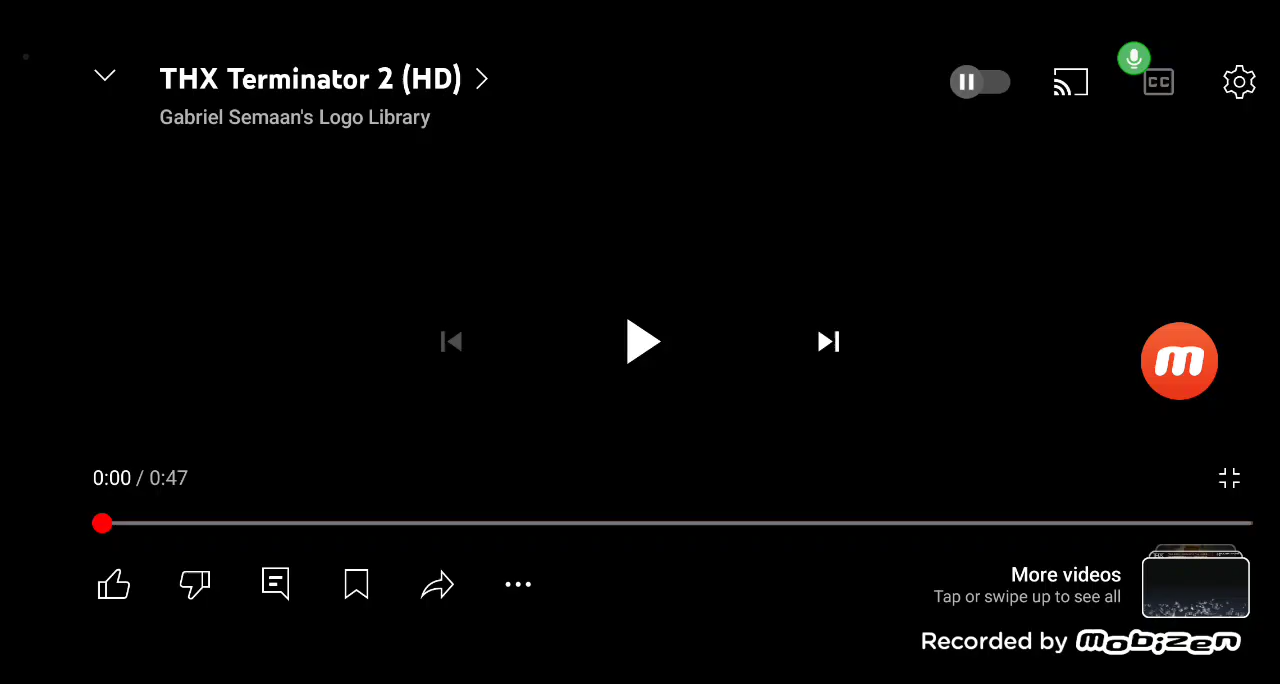 THX Terminator 2 (HD)
Gabriel Semaan's Logo Library
CC
m
0:00 / 0:47
More videos
Tap or swipe up to see all
Recorded by mobizen